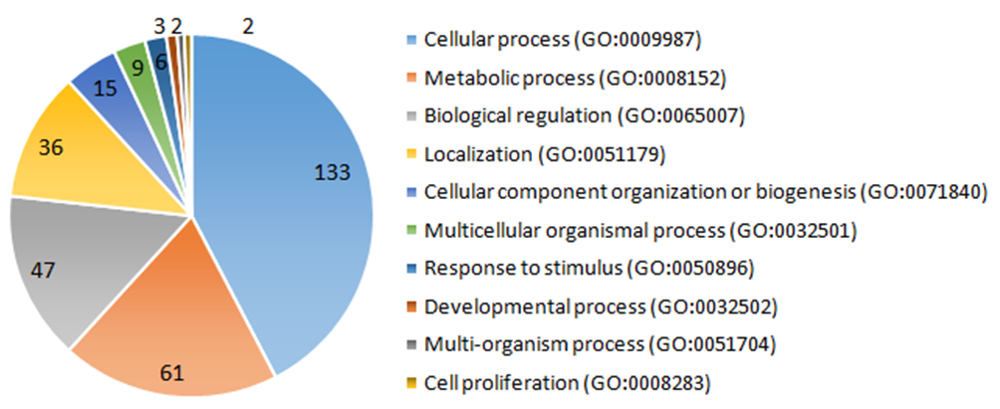 3 2 2
9 6
15
36
133
47
61
Cellular process (GO:0009987)
Metabolic process (GO:0008152)
Biological regulation (GO:0065007)
Localization (GO:0051179)
Cellular component organization or biogenesis (GO:0071840)
Multicellular organismal process (GO:0032501)
Response to stimulus (GO:0050896)
Developmental process (GO:0032502)
Multi-organism process (GO:0051704)
Cell proliferation (GO:0008283)